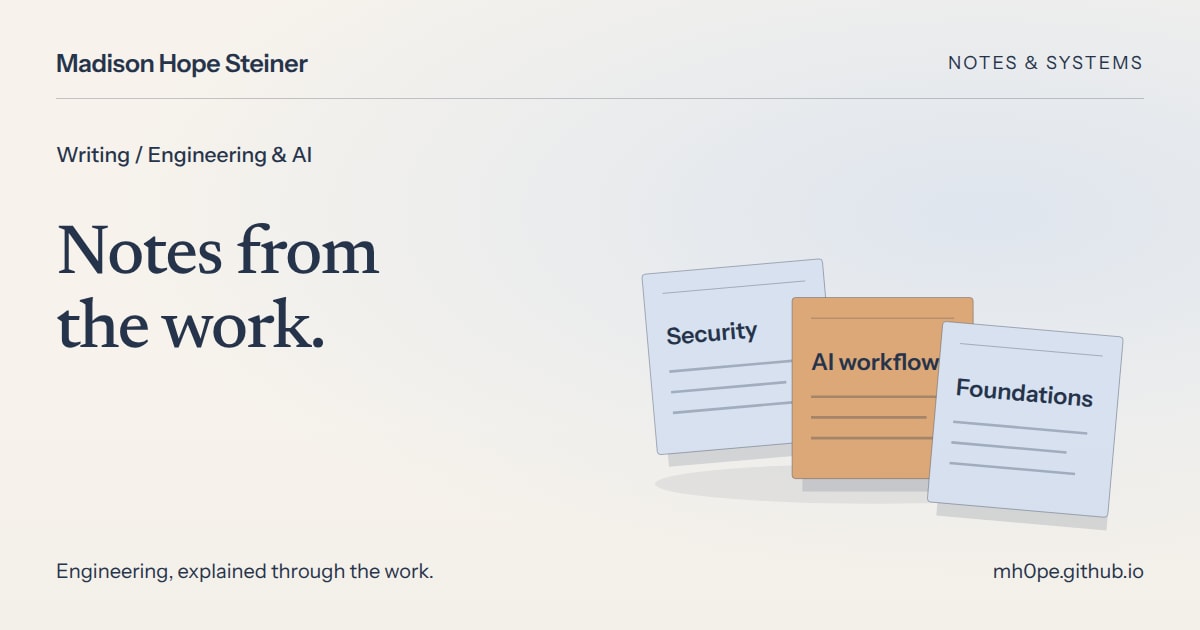 Madison Hope Steiner
NOTES & SYSTEMS
Writing / Engineering & AI
Notes from
the work.
Security
AI workflow
Foundations
Engineering, explained through the work.
mh0pe.github.io